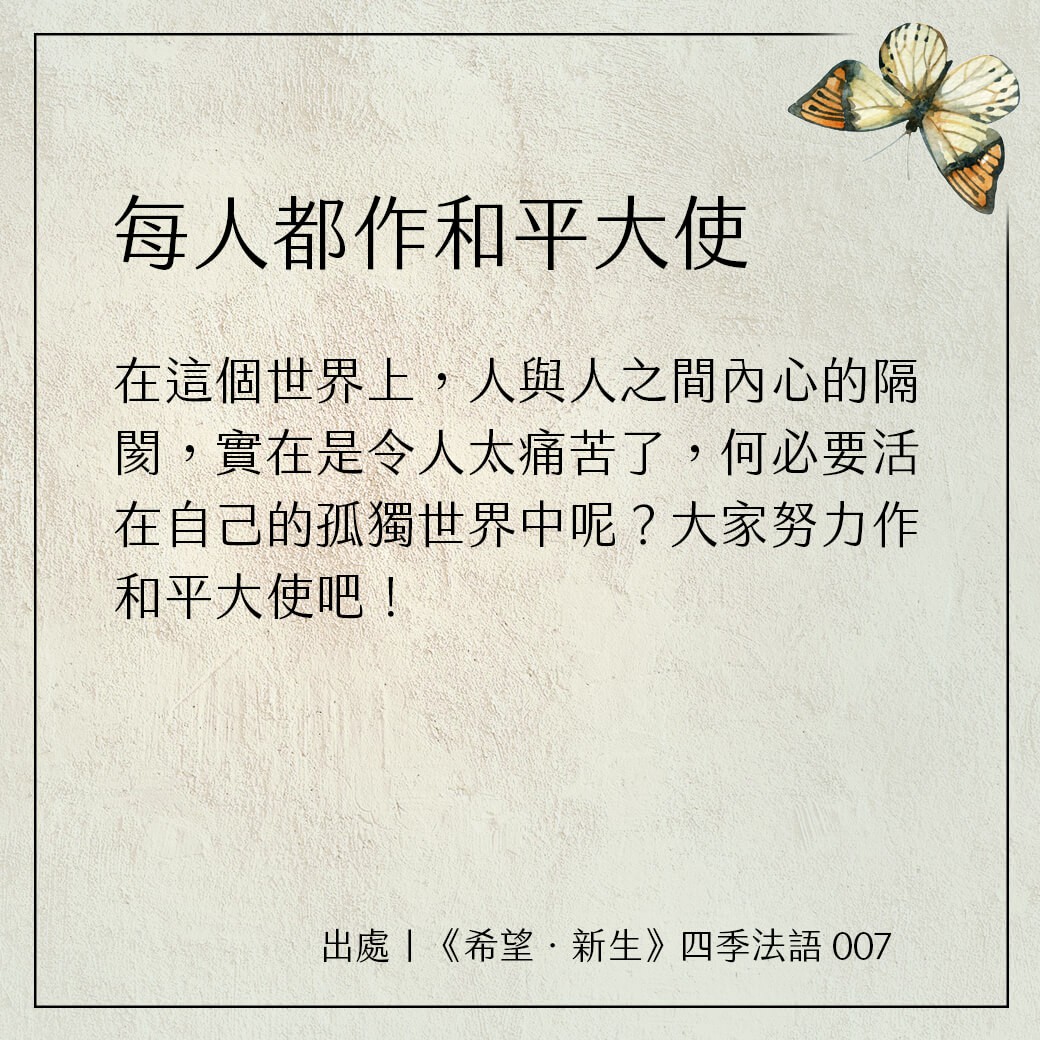 每人都作和平大使
在這個世界上，人與人之間內心的隔
閡，實在是令人太痛苦了，何必要活
在自己的孤獨世界中呢？大家努力作
和平大使吧！
出處｜《希望．新生》四季法語 007